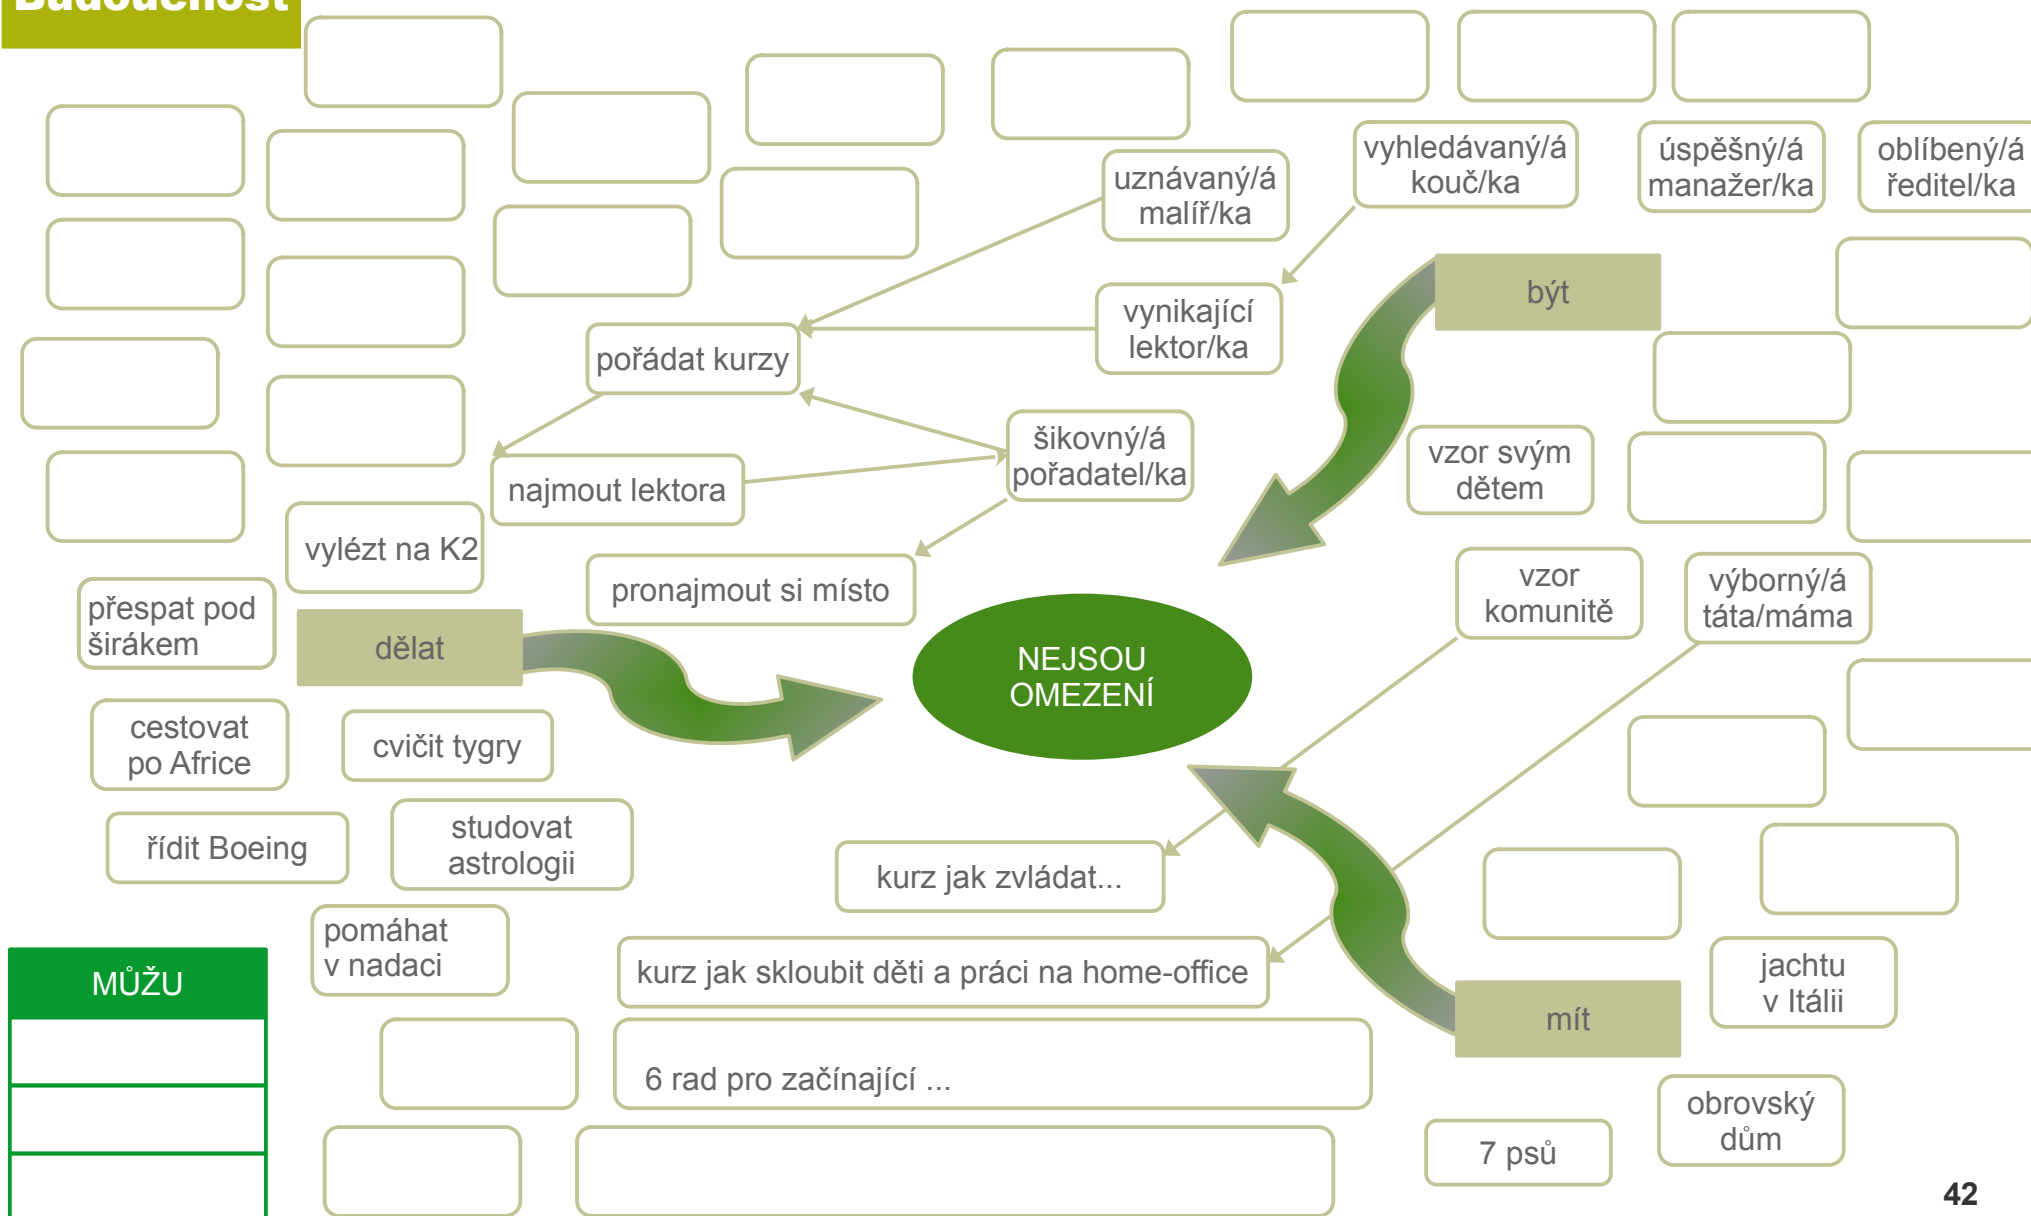 Budoucnost
uznávaný/á
malíř/ka
vyhledávaný/á
kouč/ka
úspěšný/á
manažer/ka
oblíbený/á
ředitel/ka
být
vynikající
lektor/ka
pořádat kurzy
šikovný/á
pořadatel/ka
vzor svým
dětem
najmout lektora
vylézt na K2
pronajmout si místo
vzor
komunitě
výborný/á
táta/máma
přespat pod
širákem
dělat
NEJSOU
OMEZENÍ
cestovat
po Africe
cvičit tygry
řídit Boeing
studovat
astrologii
kurz jak zvládat...
pomáhat
v nadaci
kurz jak skloubit děti a práci na home-office
jachtu
v Itálii
MŮŽU
mít
6 rad pro začínající ...
obrovský
dům
7 psů
42